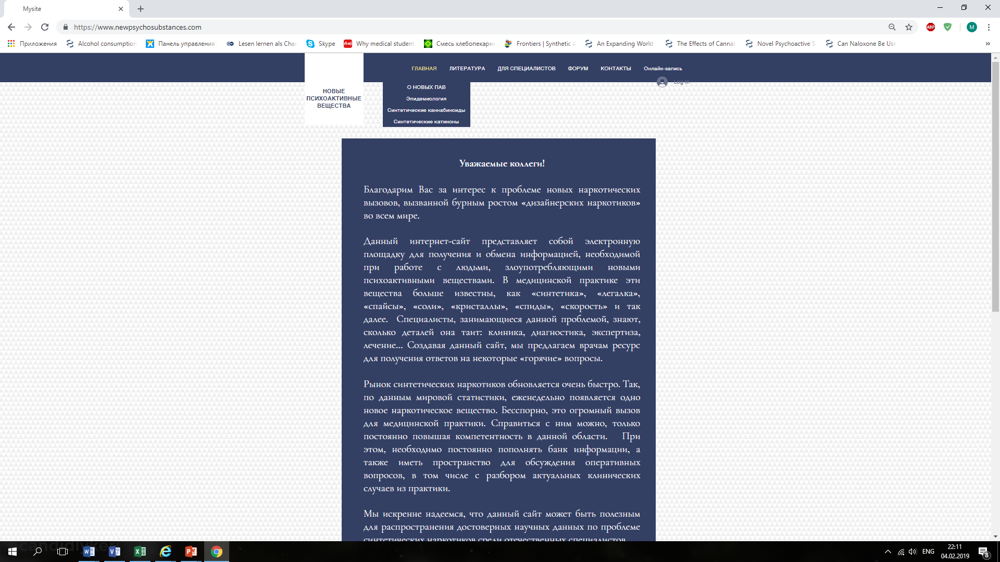 Mysite
https://www.newpsychosubstances.com
ABP
M
Приложения
Alcohol consumption
Панель управления
Lesen lernen als Cha
Skype
Why medical student
Смесь хлебопекарна
Frontiers | Synthetic
An Expanding World
The Effects of Cannab
Novel Psychoactive S
Can Naloxone Be Use
»
ГЛАВНАЯ
ЛИТЕРАТУРА
ДЛЯ СПЕЦИАЛИСТОВ
ФОРУМ
КОНТАКТЫ
Онлайн-запись
Log In
НОВЫЕ
ПСИХОАКТИВНЫЕ
ВЕЩЕСТВА
О НОВЫХ ПАВ
Эпидемиология
Синтетические каннабиноиды
Синтетические катиноны
Уважаемые коллеги!
Благодарим Вас за интерес к проблеме новых наркотических
вызовов, вызванной бурным ростом «дизайнерских наркотиков»
во всем мире.
Данный интернет-сайт представляет собой электронную
площадку для получения и обмена информацией, необходимой
при работе с людьми, злоупотребляющими новыми
психоактивными веществами. В медицинской практике эти
вещества больше известны, как «синтетика», «легалка»,
«спайсы», «соли», «кристаллы», «спиды», «скорость» и так
далее. Специалисты, занимающиеся данной проблемой, знают,
сколько деталей она таит: клиника, диагностика, экспертиза,
лечение... Создавая данный сайт, мы предлагаем врачам ресурс
для получения ответов на некоторые «горячие» вопросы.
Рынок синтетических наркотиков обновляется очень быстро. Так,
по данным мировой статистики, еженедельно появляется одно
новое наркотическое вещество. Бесспорно, это огромный вызов
для медицинской практики. Справиться с ним можно, только
постоянно повышая компетентность в данной области. При
этом, необходимо постоянно пополнять банк информации, а
также иметь пространство для обсуждения оперативных
вопросов, в том числе с разбором актуальных клинических
случаев из практики.
Мы искренне надеемся, что данный сайт может быть полезным
для распространения достоверных научных данных по проблеме
синтетических наркотиков среди отечественных специалистов
ENG
22:11
04.02.2019
8